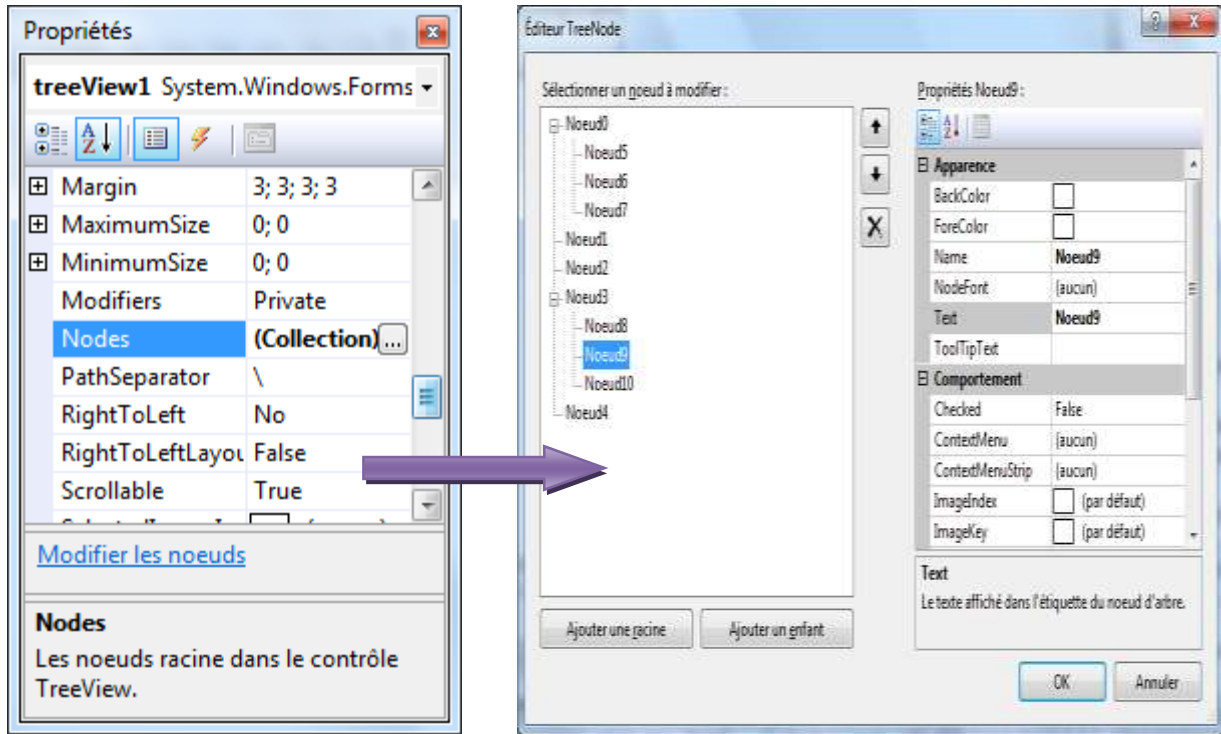 Propriétés
treeView1 System.Windows.Forms
Margin 3; 3; 3; 3
MaximumSize 0; 0
MinimumSize 0; 0
Modifiers Private
Nodes (Collection) ...
PathSeparator \
RightToLeft No
RightToLeftLayou False
Scrollable True
Modifier les noeuds
Nodes
Les noeuds racine dans le contrôle
TreeView.
Éditeur TreeNode
Sélectionner un noeud à modifier :
Noeud0
Noeud5
Noeud6
Noeud7
Noeud1
Noeud2
Noeud3
Noeud8
Noeud9
Noeud10
Noeud4
Ajouter une racine
Ajouter un enfant
Propriétés Noeud9 :
Apparence
BackColor
ForeColor
Name Noeud9
NodeFont (aucun)
Text Noeud9
ToolTipText
Comportement
Checked False
ContextMenu (aucun)
ContextMenuStrip (aucun)
ImageIndex (par défaut)
ImageKey (par défaut)
Text
Le texte affiché dans l'étiquette du noeud d'arbre.
OK
Annuler